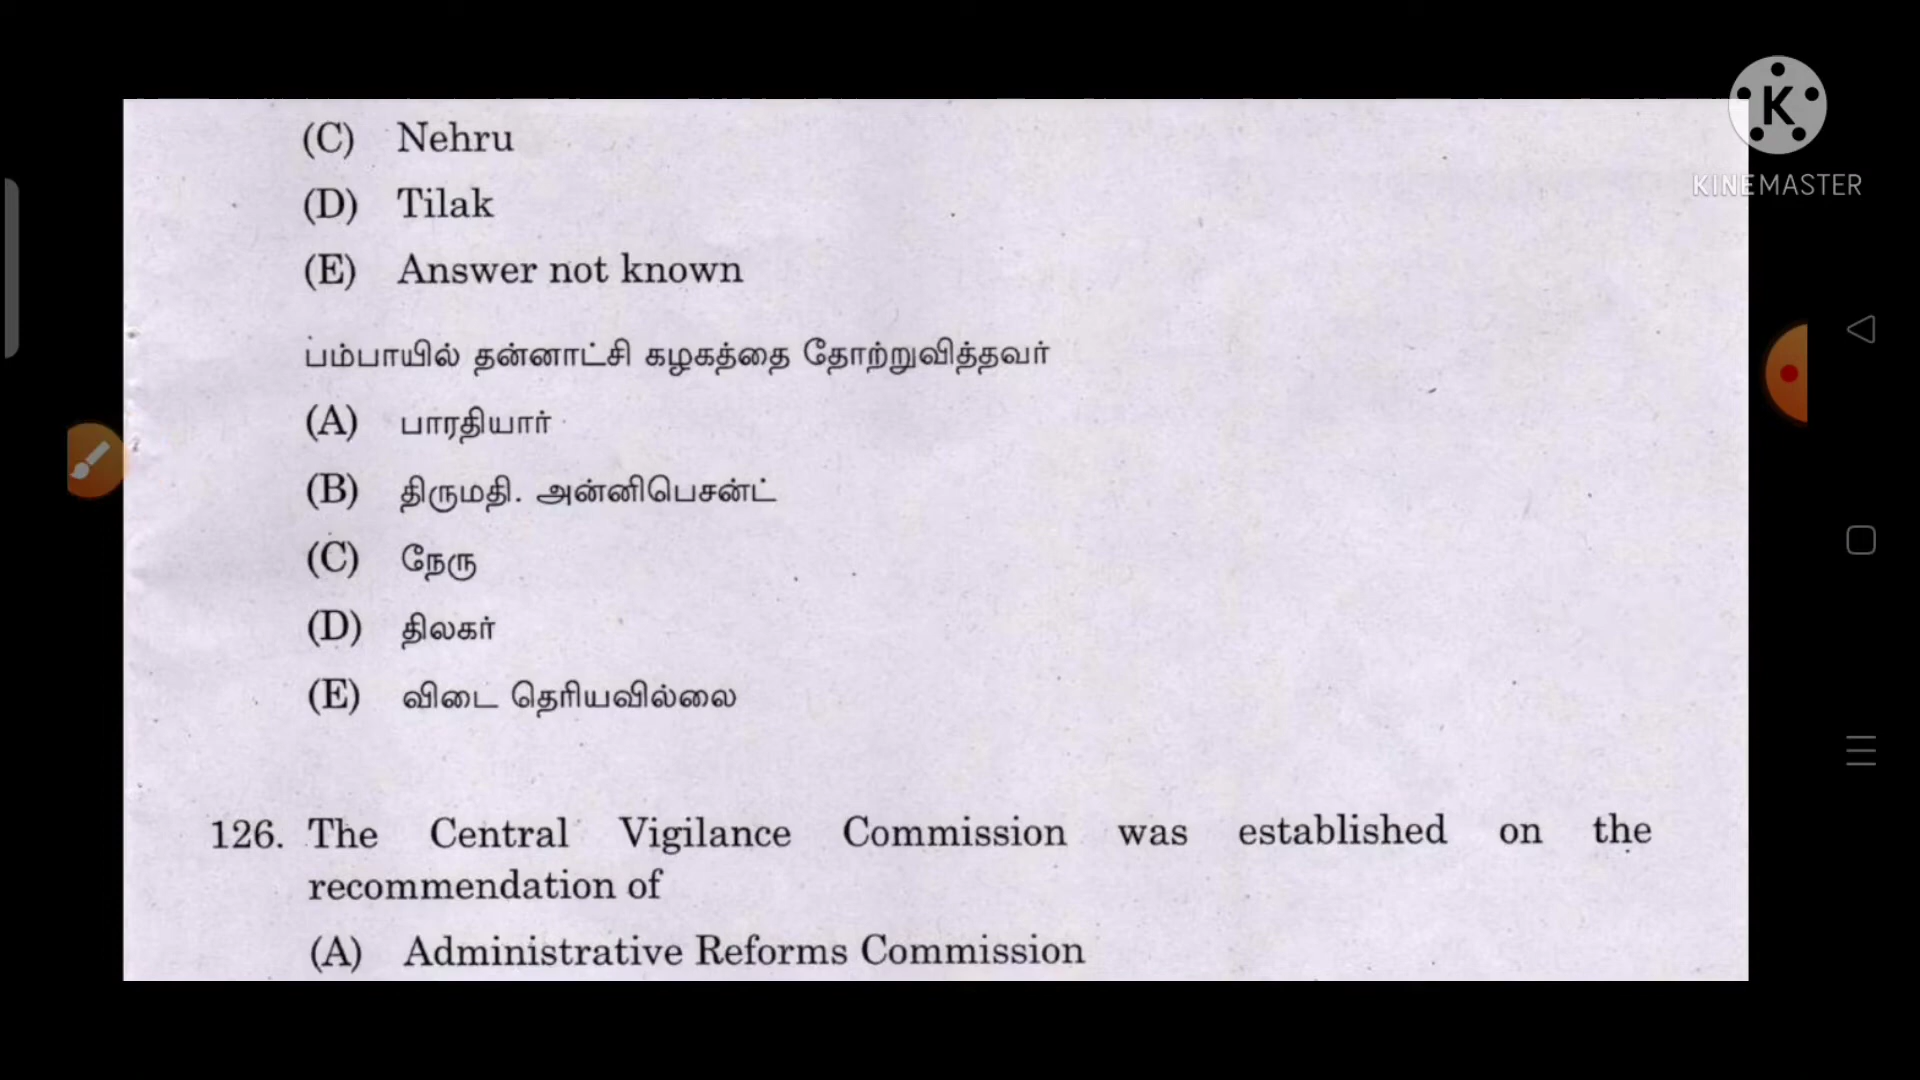 (C) Nehru
(D) Tilak
(E) Answer not known
பம்பாயில் தன்னாட்சி கழகத்தை தோற்றுவித்தவர்
(A) பாரதியார்
(B) திருமதி. அன்னிபெசன்ட்
(C) நேரு
(D) திலகர்
(E) விடை தெரியவில்லை
126. The Central Vigilance Commission was established on the
recommendation of
(A) Administrative Reforms Commission
K
KINEMASTER